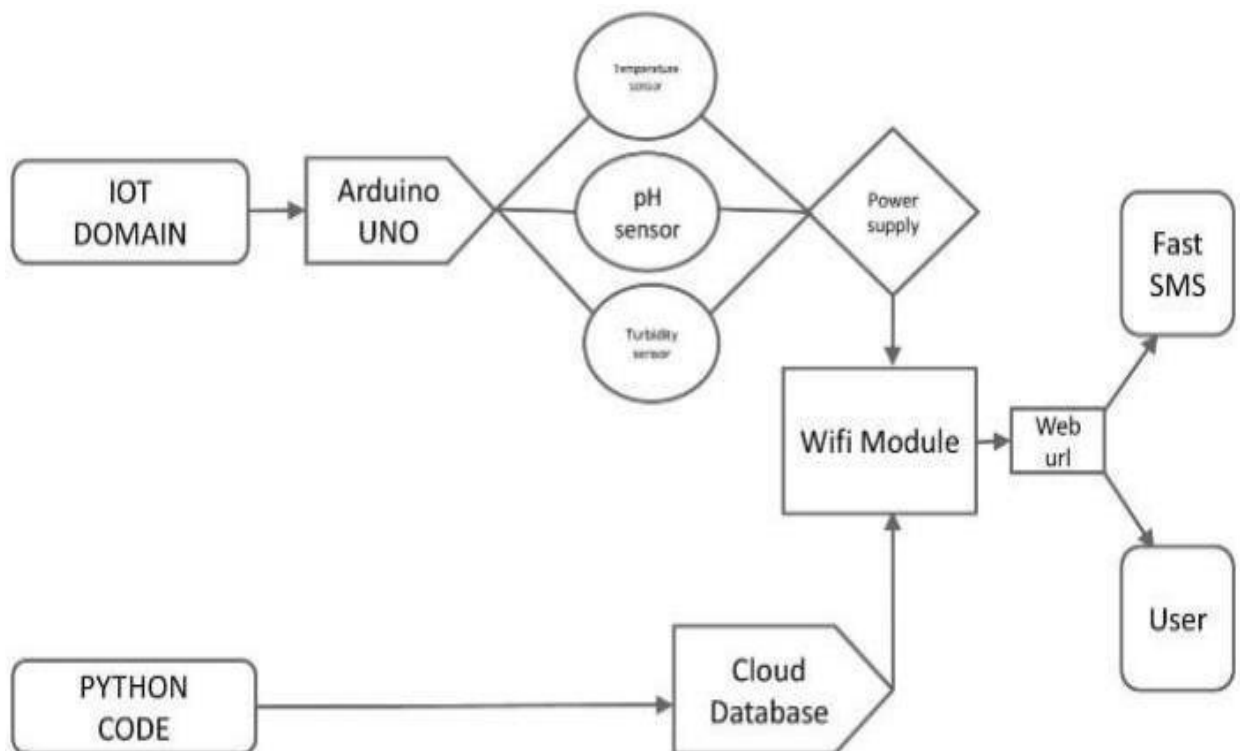 Temperature
sensor
IOT
DOMAIN
Arduino
UNO
pH
sensor
Power
supply
Fast
SMS
Turbidity
sensor
Wifi Module
Web
url
User
PYTHON
CODE
Cloud
Database